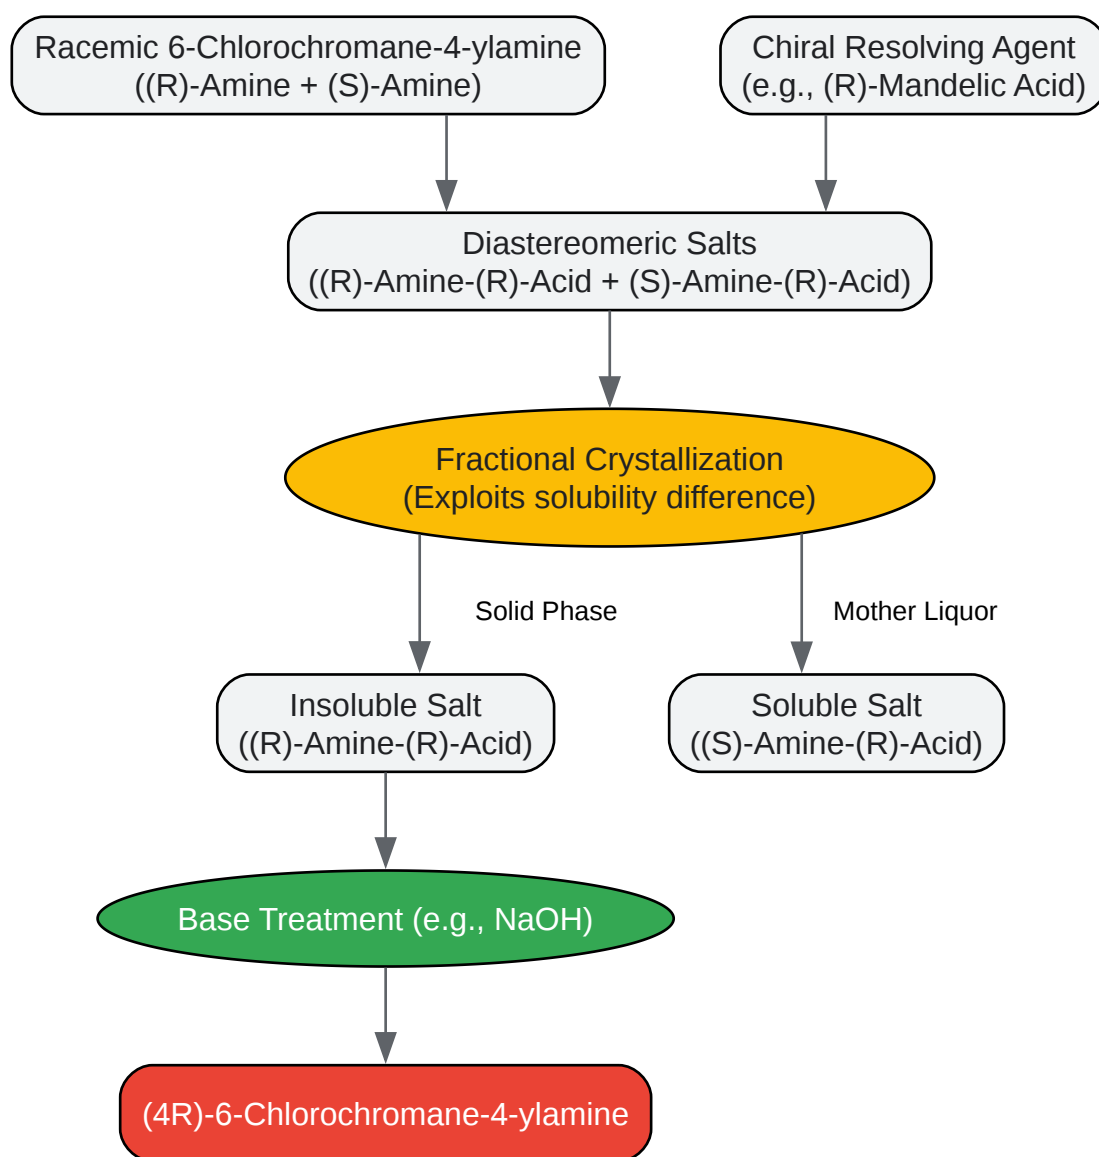 Racemic 6-Chlorochromane-4-ylamine
((R)-Amine + (S)-Amine)
Chiral Resolving Agent
(e.g., (R)-Mandelic Acid)
Diastereomeric Salts
((R)-Amine-(R)-Acid + (S)-Amine-(R)-Acid)
Fractional Crystallization
(Exploits solubility difference)
Solid Phase
Mother Liquor
Insoluble Salt
((R)-Amine-(R)-Acid)
Soluble Salt
((S)-Amine-(R)-Acid)
Base Treatment (e.g., NaOH)
(4R)-6-Chlorochromane-4-ylamine